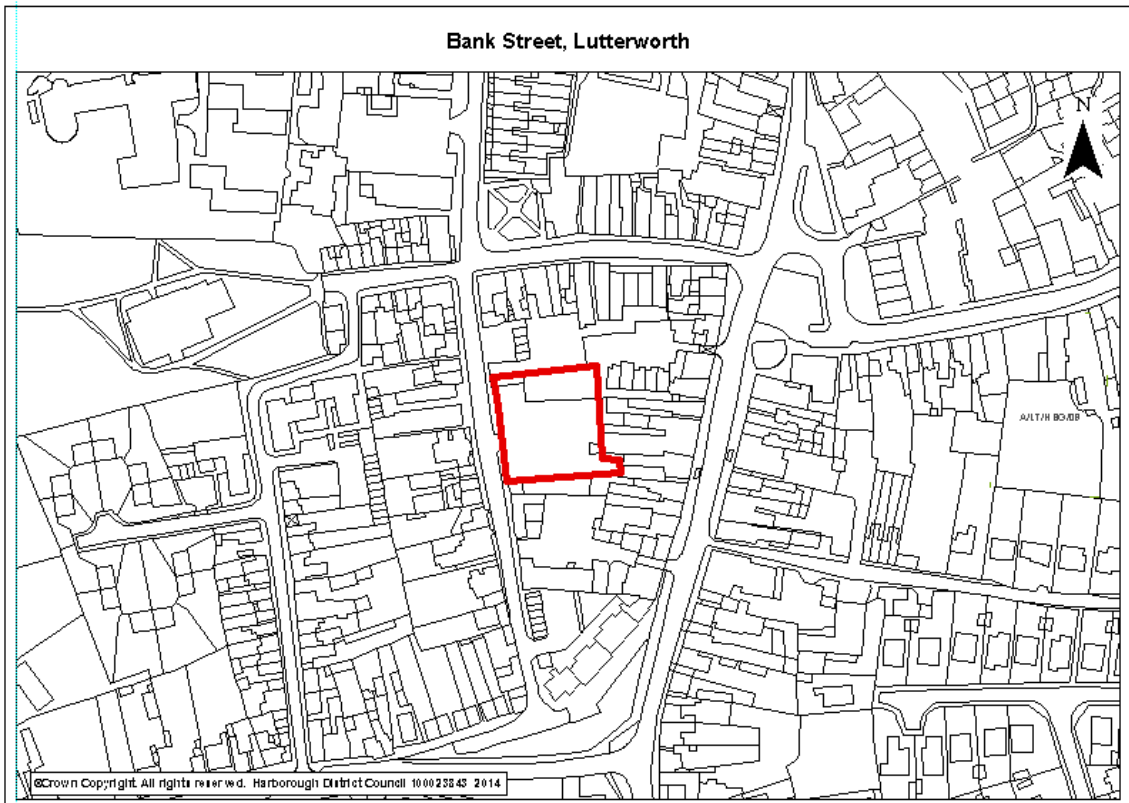 Bank Street, Lutterworth
N
A/LT/H BO/08
©Crown Copyright. All rights reserved. Harborough District Council 100023843 2014